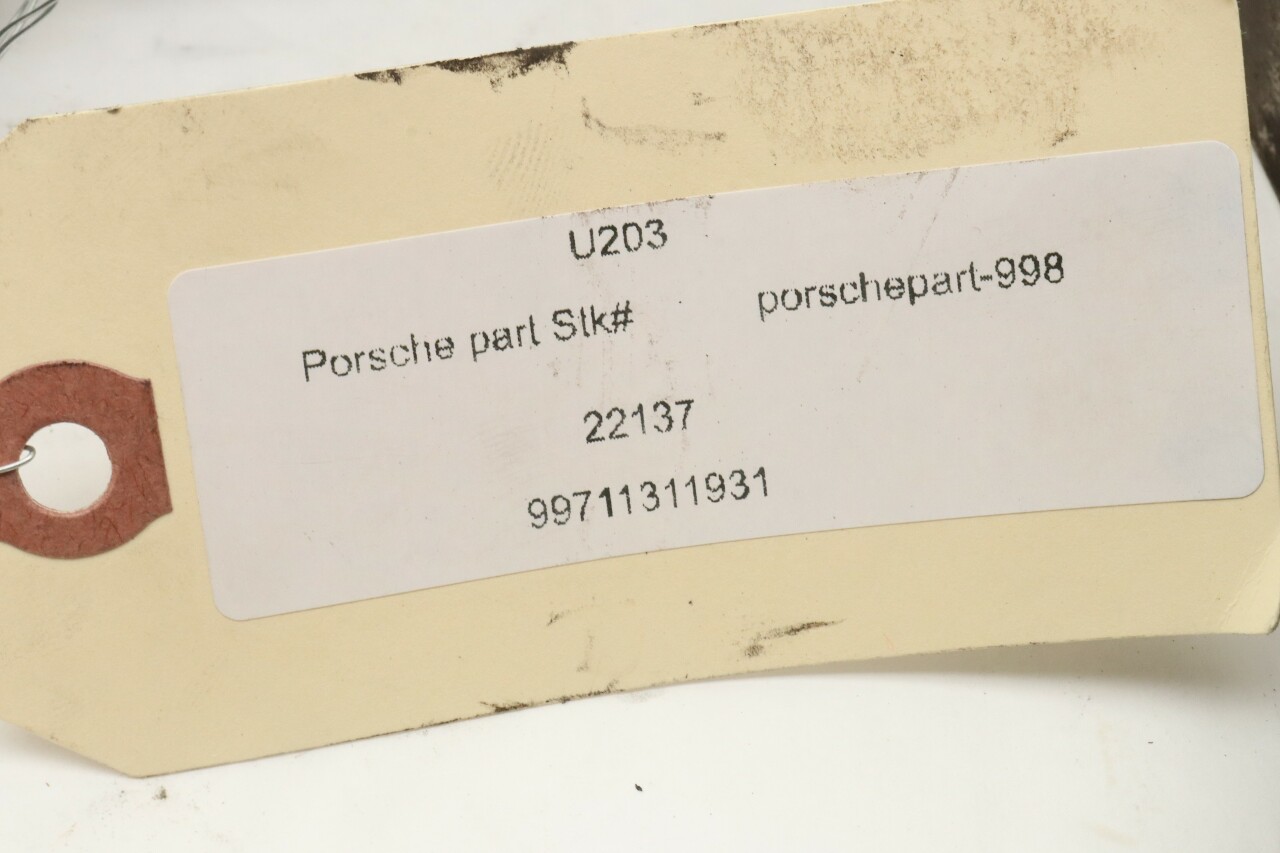 U203
Porsche part Stk# porschepart-998
22137
99711311931